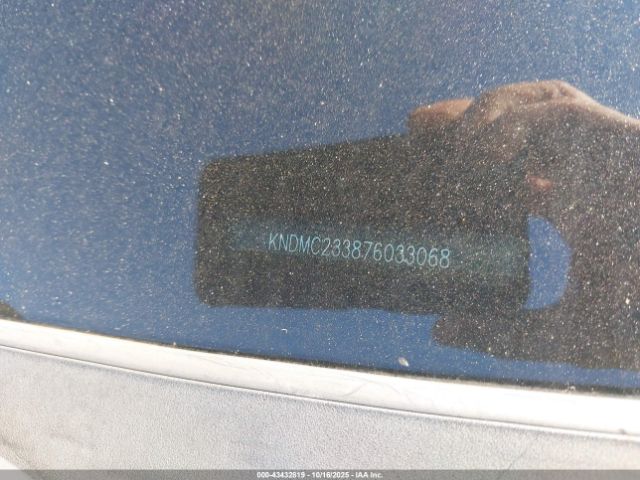 KNDMC233876033068
000-43432619 - 10/16/2025 - IAA Inc.